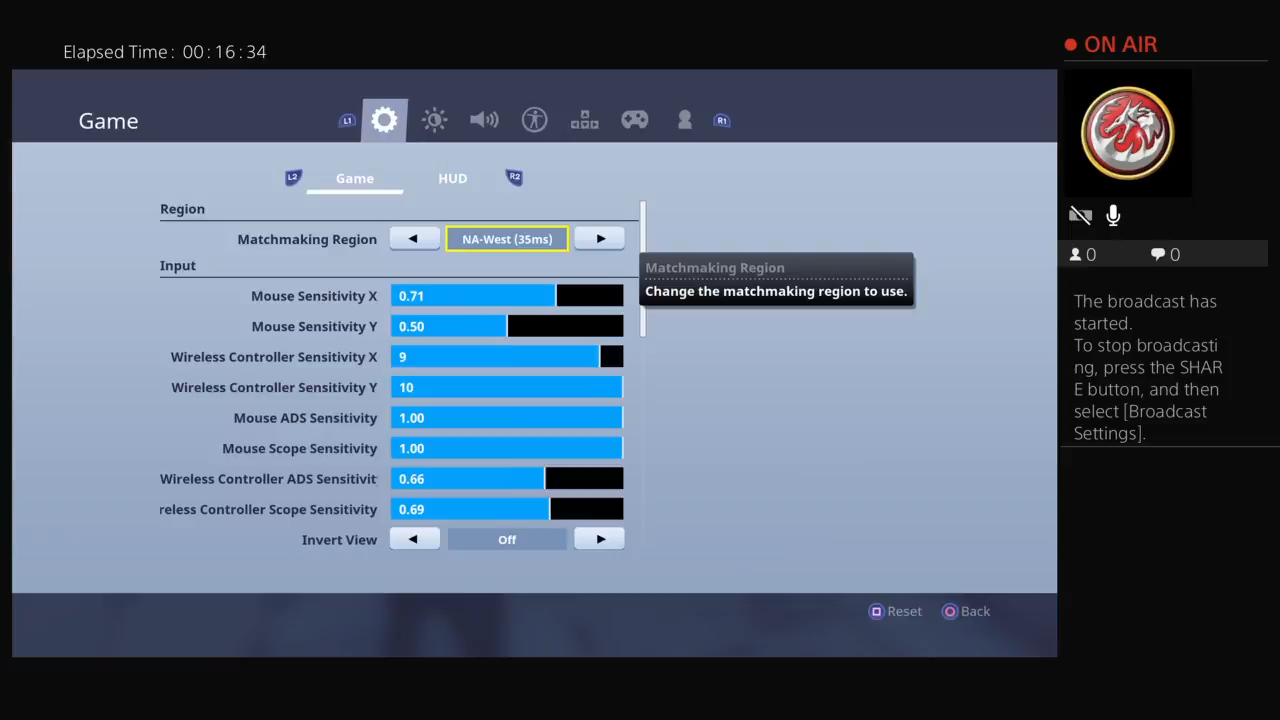 Elapsed Time: 00:16:34
ON AIR
Game
L1
R1
L2
Game
HUD
R2
Region
Matchmaking Region
NA-West (35ms)
Input
Matchmaking Region
Change the matchmaking region to use.
Mouse Sensitivity X
0.71
Mouse Sensitivity Y
0.50
Wireless Controller Sensitivity X
9
Wireless Controller Sensitivity Y
10
Mouse ADS Sensitivity
1.00
Mouse Scope Sensitivity
1.00
Wireless Controller ADS Sensitivit
0.66
reless Controller Scope Sensitivity
0.69
Invert View
Off
Reset
Back
0
0
The broadcast has
started.
To stop broadcasti
ng, press the SHAR
E button, and then
select [Broadcast
Settings].